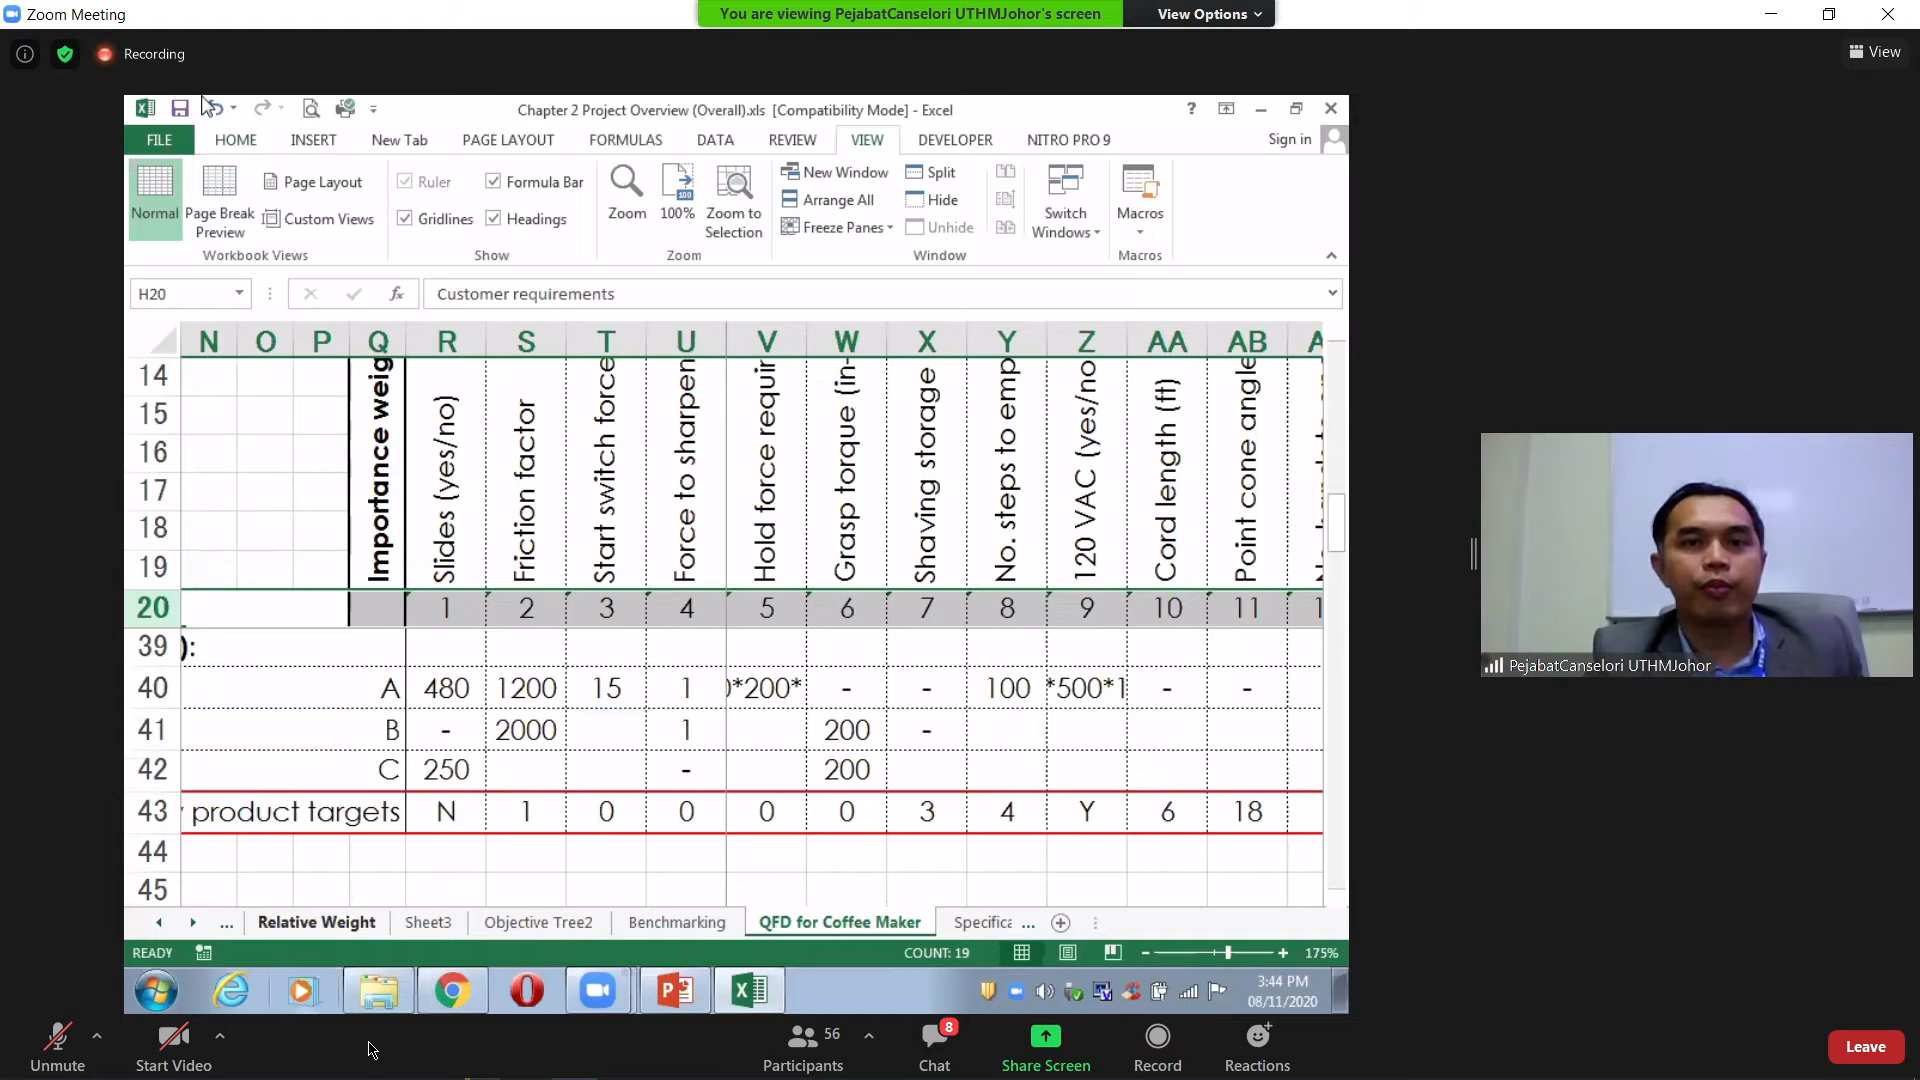 Zoom Meeting
You are viewing PejabatCanselori UTHMJohor's screen
View Options
Recording
View
Chapter 2 Project Overview (Overall).xls [Compatibility Mode] - Excel
FILE HOME INSERT New Tab PAGE LAYOUT FORMULAS DATA REVIEW VIEW DEVELOPER NITRO PRO 9 Sign in
Normal
Page Break Preview
Page Layout
Custom Views
Workbook Views
Ruler
Formula Bar
Gridlines
Headings
Show
Zoom
100%
Zoom to Selection
Zoom
New Window
Arrange All
Freeze Panes
Split
Hide
Unhide
Switch Windows
Window
Macros
Macros
H20
fx
Customer requirements
N O P Q R S T U V W X Y Z AA AB
14
15
16
17
18
19
Importance weig
Slides (yes/no)
Friction factor
Start switch force
Force to sharpen
Hold force requir
Grasp torque (in-
Shaving storage
No. steps to emp
120 VAC (yes/no
Cord length (ft)
Point cone angle
20 1 2 3 4 5 6 7 8 9 10 11 1
39 ):
40 A 480 1200 15 1 *200* - - 100 *500*1 - -
41 B - 2000 1 200 -
42 C 250 - 200
43 product targets N 1 0 0 0 0 3 4 Y 6 18
44
45
... Relative Weight Sheet3 Objective Tree2 Benchmarking QFD for Coffee Maker Specifica ...
READY
COUNT: 19
175%
3:44 PM
08/11/2020
PejabatCanselori UTHMJohor
Unmute
Start Video
56
Participants
8
Chat
Share Screen
Record
Reactions
Leave